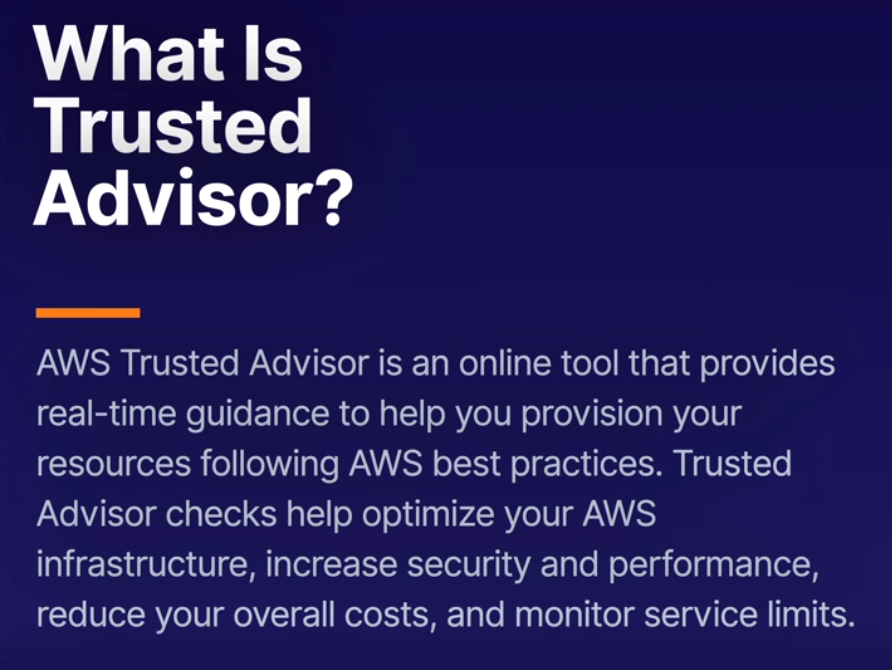 What Is
Trusted
Advisor?
AWS Trusted Advisor is an online tool that provides
real-time guidance to help you provision your
resources following AWS best practices. Trusted
Advisor checks help optimize your AWS
infrastructure, increase security and performance,
reduce your overall costs, and monitor service limits.